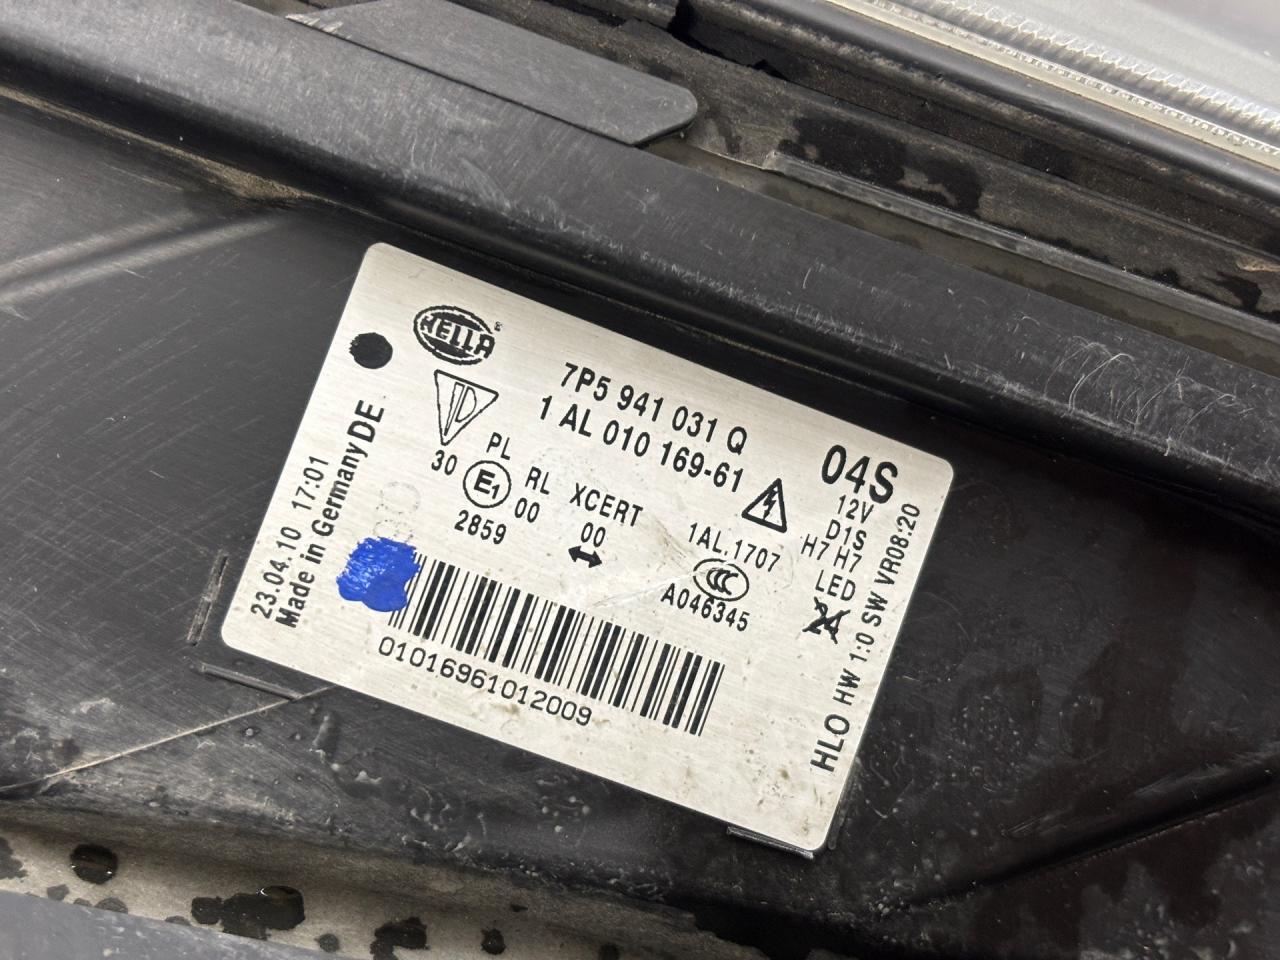 HELLA
7P5 941 031 Q
1 AL 010 169-61
04S
12V
D1S
H7 H7
LED
24
PL
30 E1 RL XCERT
00 00
2859
1AL.1707
CCC
A046345
01016961012009
23.04.10 17:01
Made in Germany DE
HLO HW 1:0 SW VR08:20